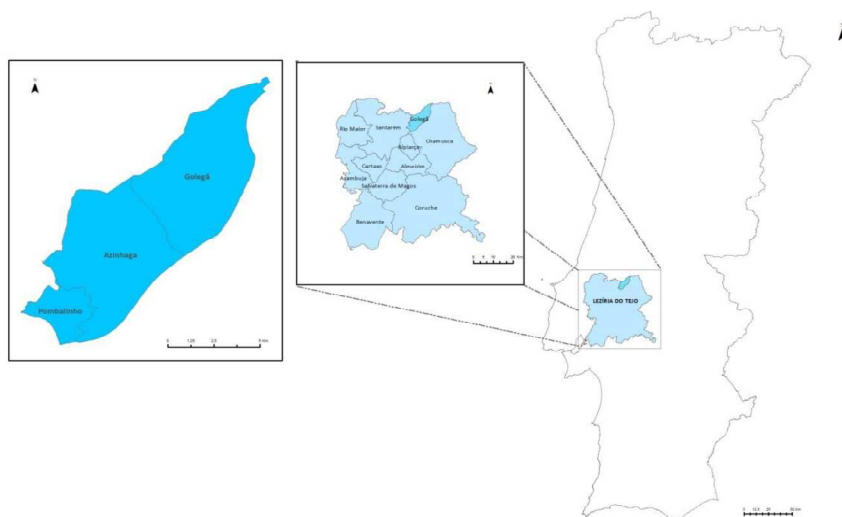 Golegã
Azinhaga
Pombalinho
0 1,25 2,5 5 km
N
Golegã
Rio Maior
Santarém
Chamusca
Alpiarça
Cartaxo
Almeirim
Azambuja
Salvaterra de Magos
Coruche
Benavente
LEZÍRIA DO TEJO